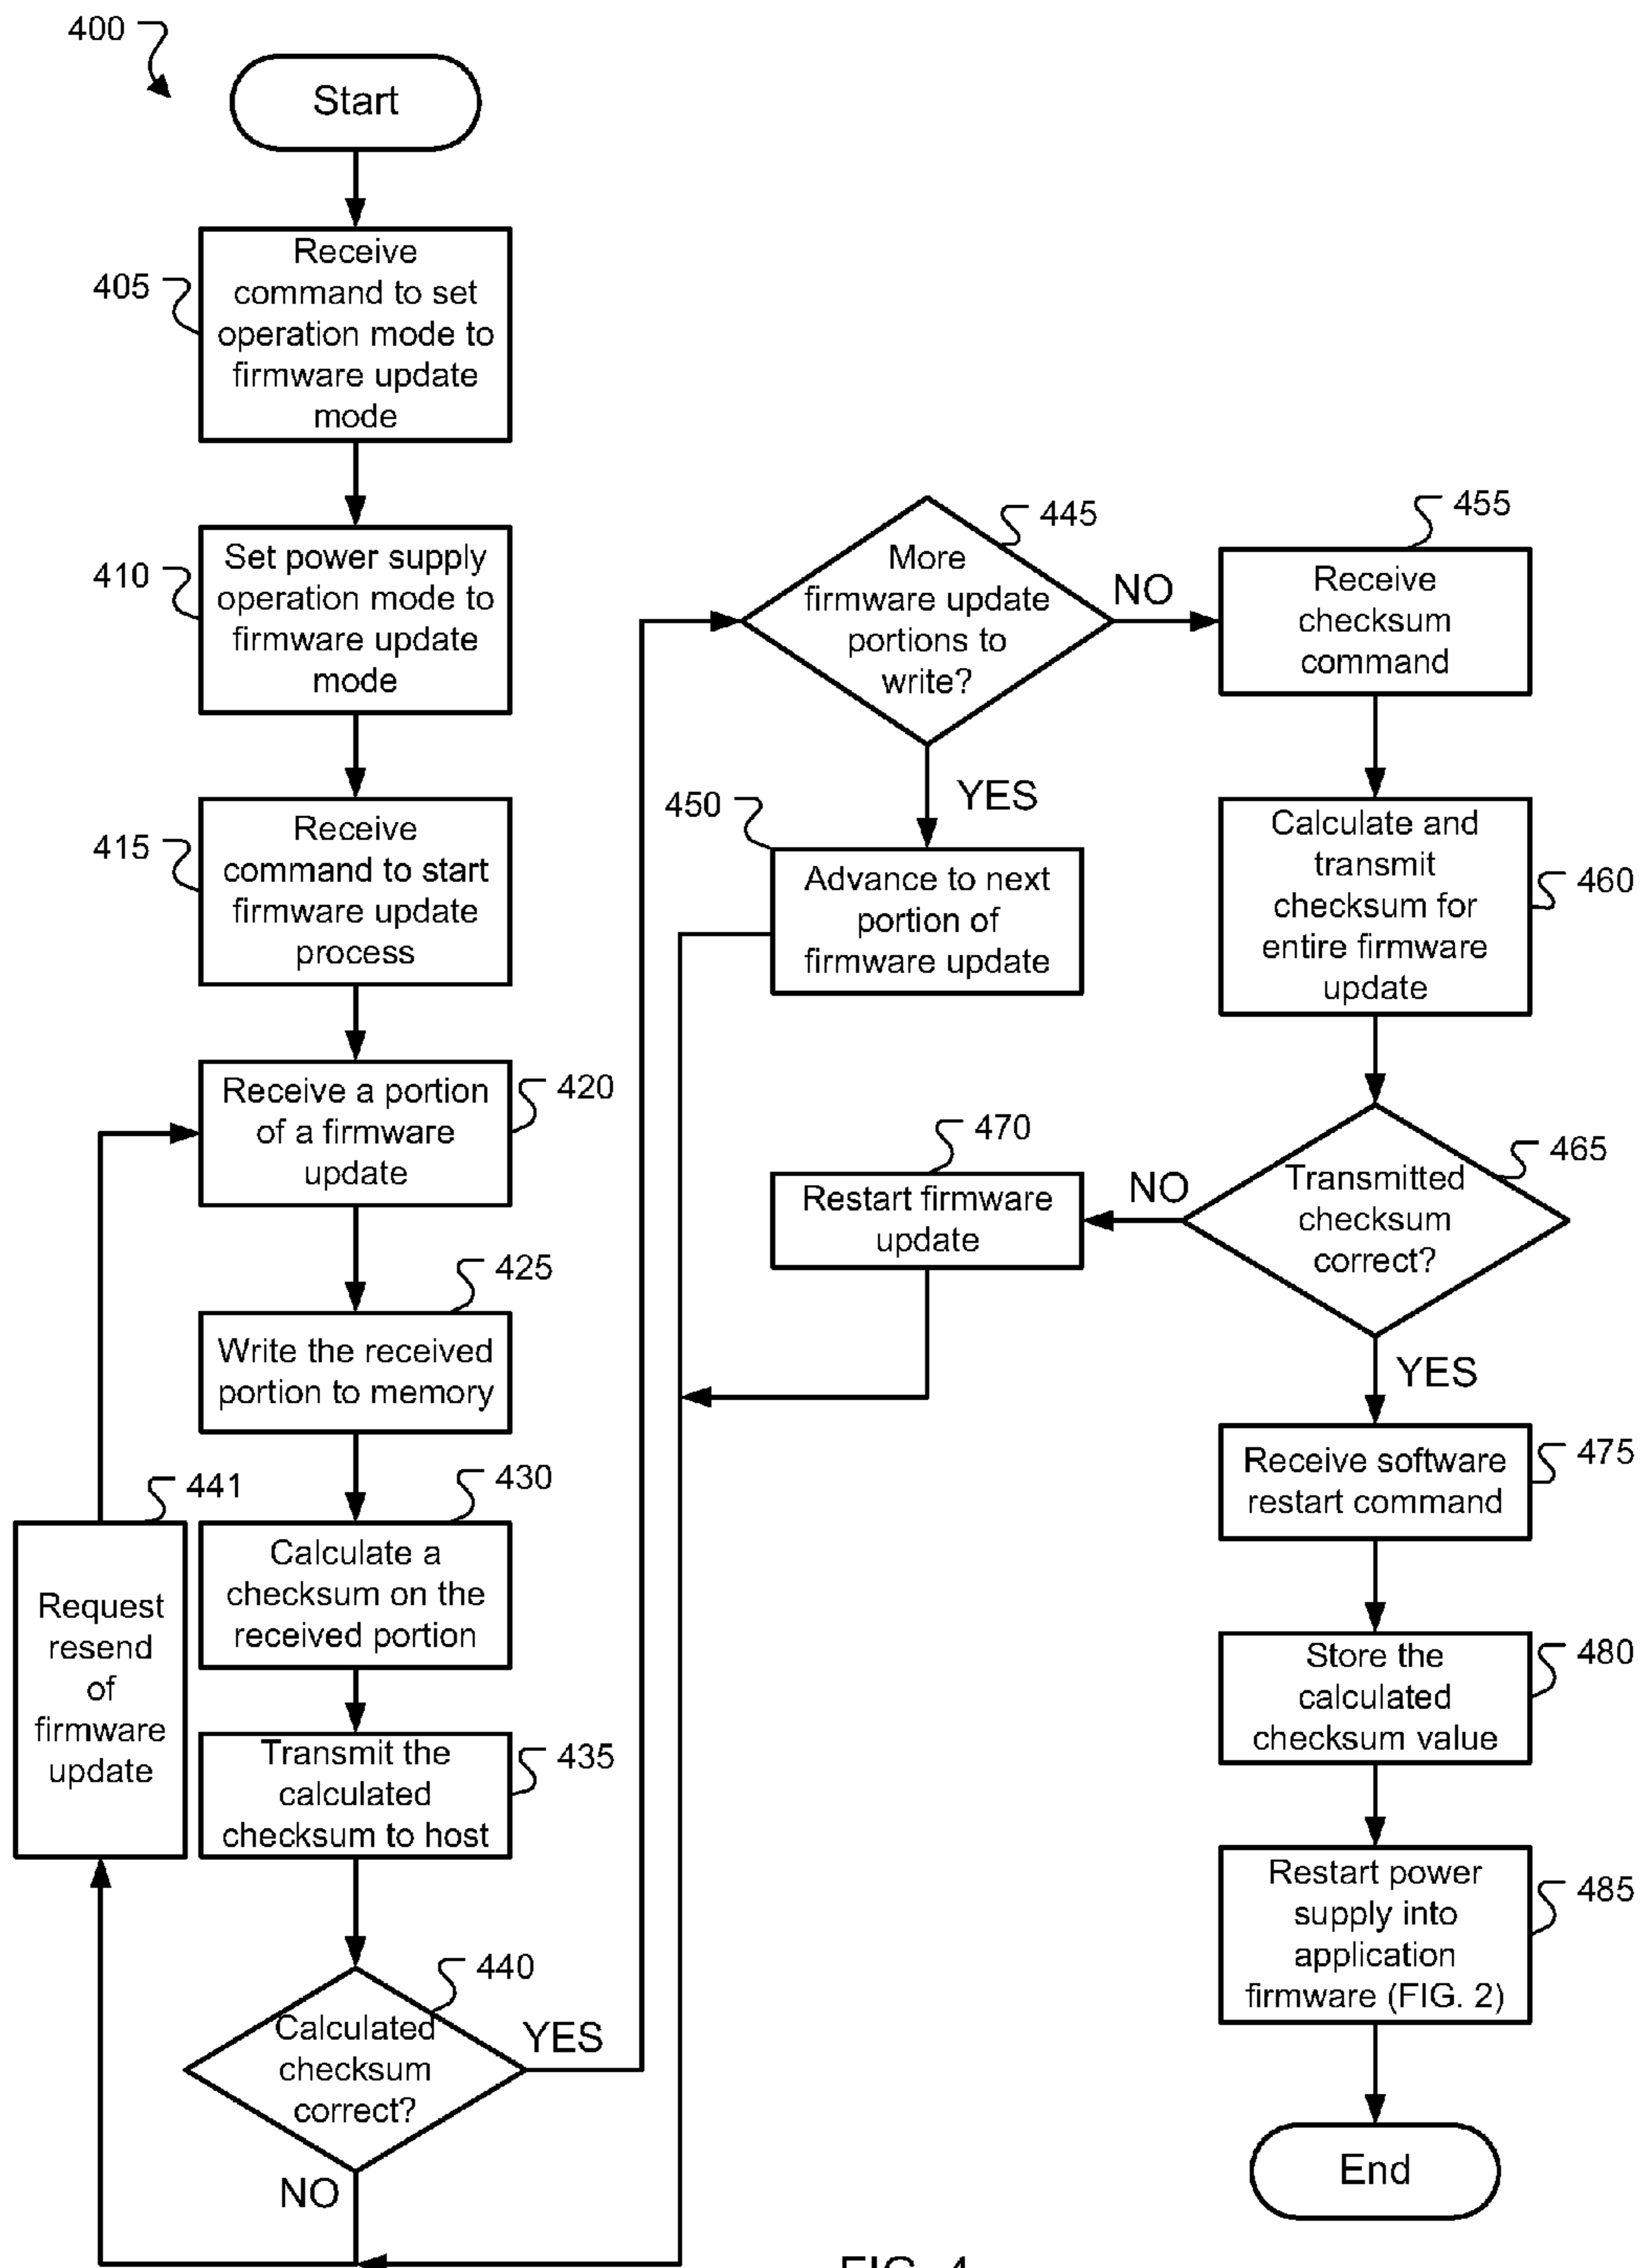 400
Start
405
Receive
command to set
operation mode to
firmware update
mode
410
Set power supply
operation mode to
firmware update
mode
415
Receive
command to start
firmware update
process
420
Receive a portion
of a firmware
update
425
Write the received
portion to memory
441
Request
resend
of
firmware
update
430
Calculate a
checksum on the
received portion
435
Transmit the
calculated
checksum to host
440
Calculated
checksum
correct?
YES
NO
445
More
firmware update
portions to
write?
NO
YES
450
Advance to next
portion of
firmware update
455
Receive
checksum
command
460
Calculate and
transmit
checksum for
entire firmware
update
465
Transmitted
checksum
correct?
NO
YES
470
Restart firmware
update
475
Receive software
restart command
480
Store the
calculated
checksum value
485
Restart power
supply into
application
firmware (FIG. 2)
End
FIG. 4